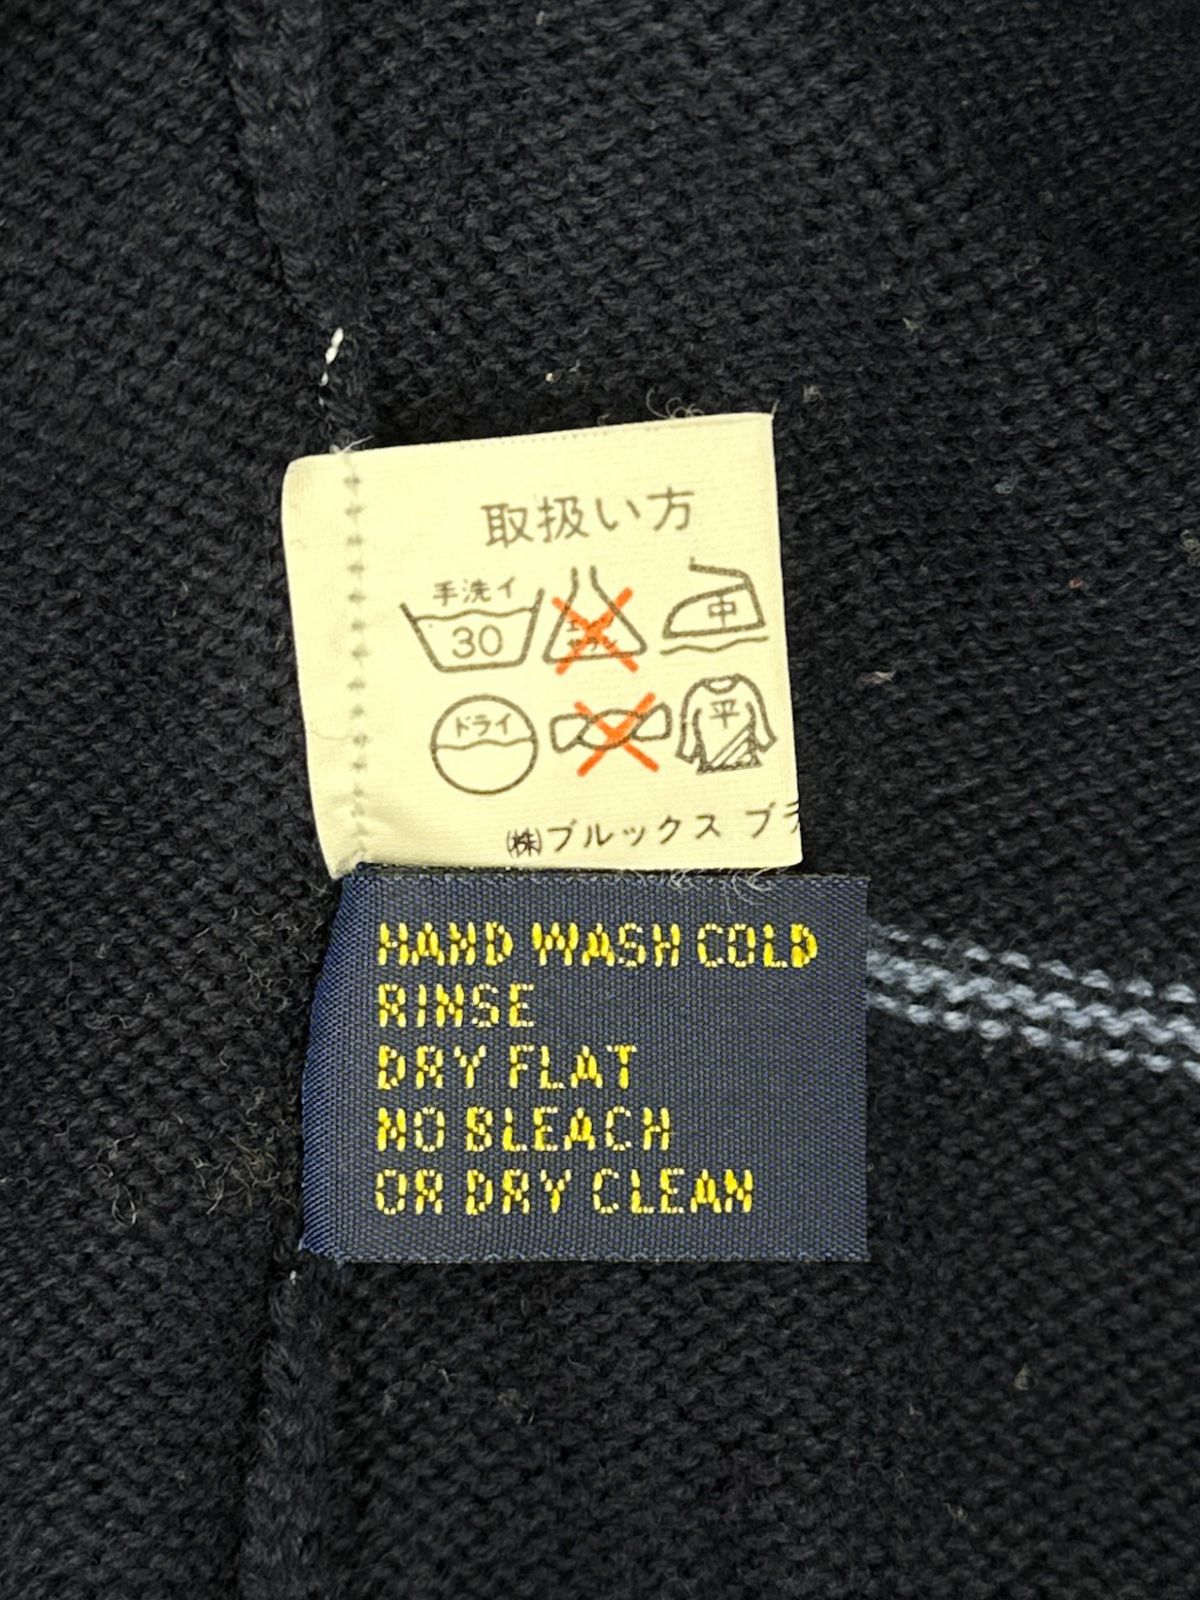 取扱い方
手洗イ
30
中
ドライ
平
㈱ブルックス ブ
HAND WASH COLD
RINSE
DRY FLAT
NO BLEACH
OR DRY CLEAN